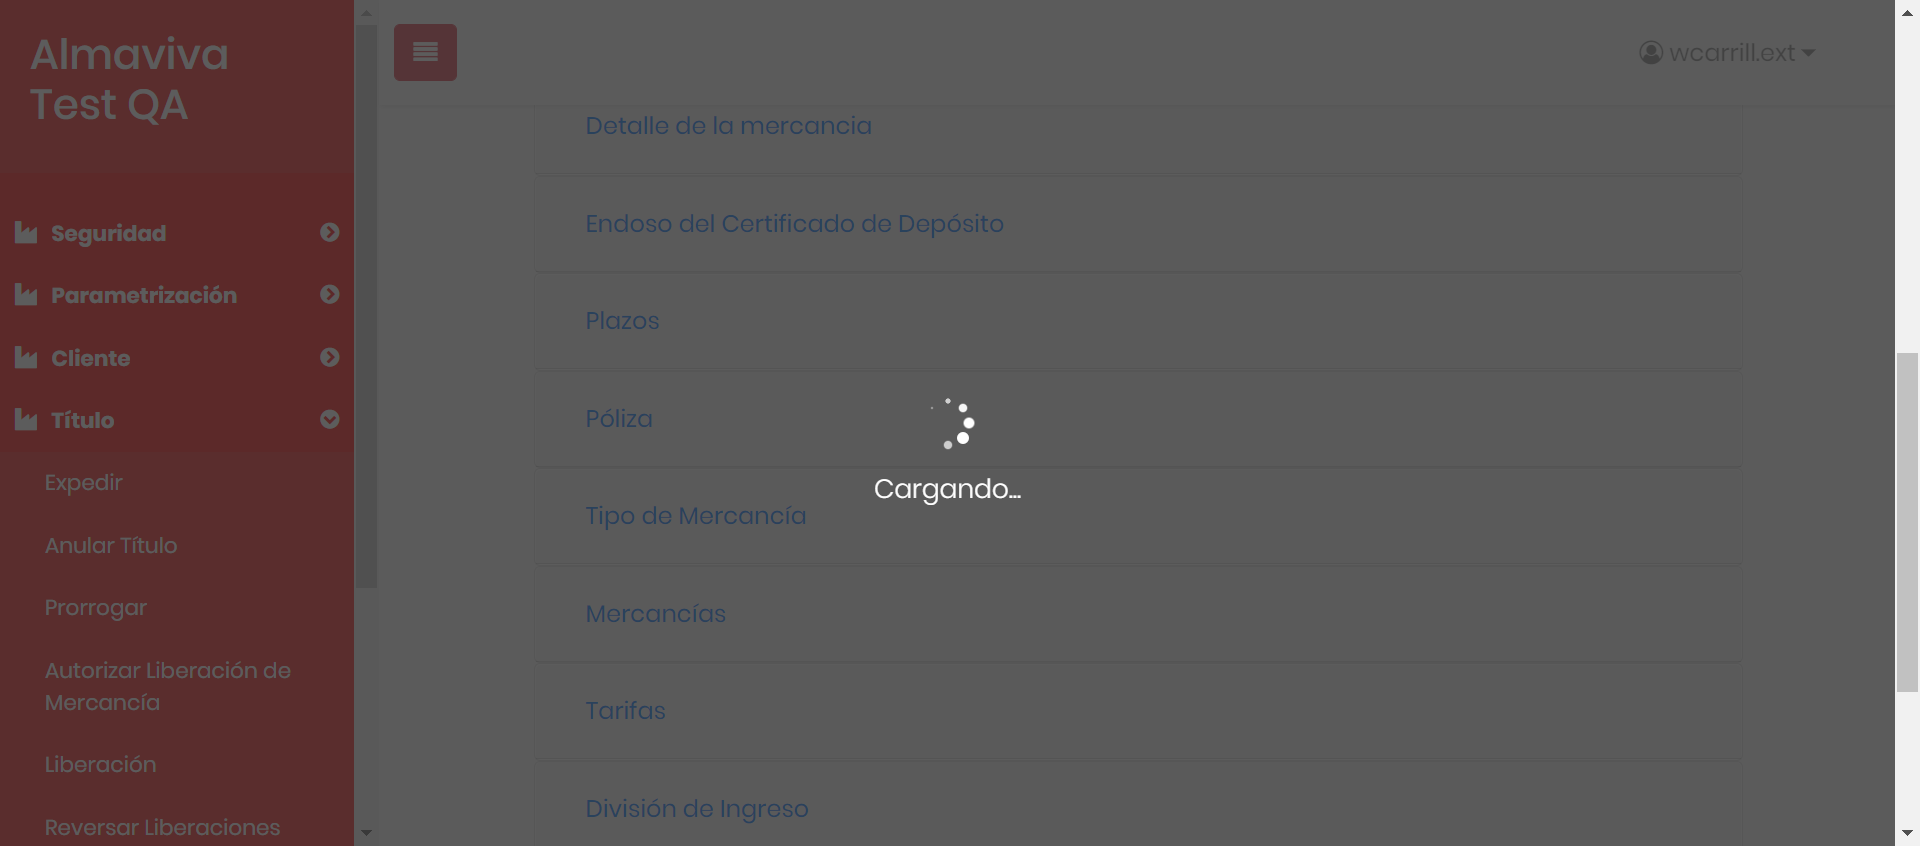 Almaviva
Test QA
Seguridad
Parametrización
Cliente
Título
Expedir
Anular Título
Prorrogar
Autorizar Liberación de
Mercancía
Liberación
Reversar Liberaciones
wcarrill.ext
Detalle de la mercancia
Endoso del Certificado de Depósito
Plazos
Póliza
Cargando...
Tipo de Mercancía
Mercancías
Tarifas
División de Ingreso